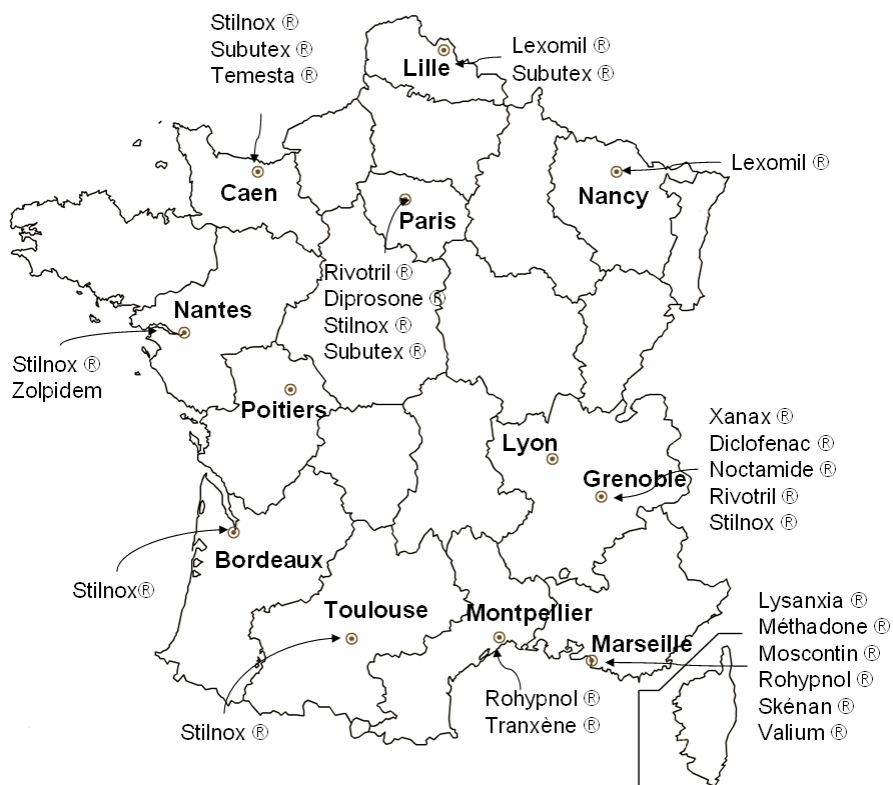 Stilnox ®
Subutex ®
Temesta ®
Lexomil ®
Subutex ®
Lille
Lexomil ®
Caen
Nancy
Paris
Rivotril ®
Diprosone ®
Stilnox ®
Subutex ®
Nantes
Stilnox ®
Zolpidem
Poitiers
Lyon
Grenoble
Xanax ®
Diclofenac ®
Noctamide ®
Rivotril ®
Stilnox ®
Bordeaux
Stilnox®
Toulouse
Stilnox ®
Montpellier
Rohypnol ®
Tranxène ®
Marseille
Lysanxia ®
Méthadone ®
Moscontin ®
Rohypnol ®
Skénan ®
Valium ®